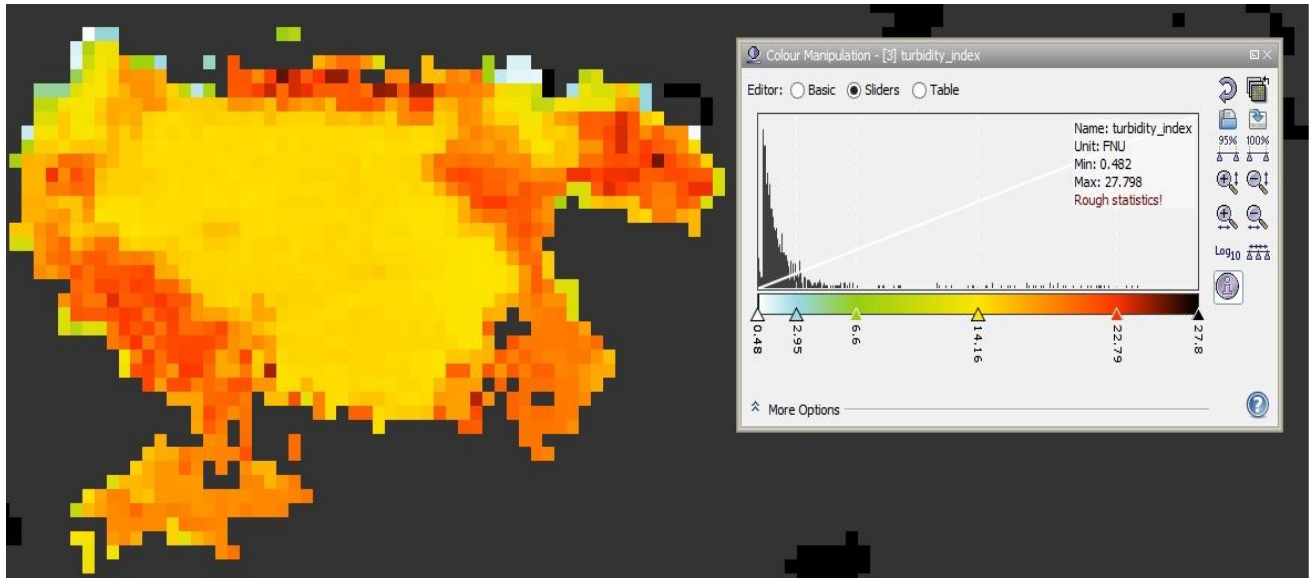 Colour Manipulation - [3] turbidity_index
Editor: Basic Sliders Table
Name: turbidity_index
Unit: FNU
Min: 0.482
Max: 27.798
Rough statistics!
95% 100%
Log10
0.48 2.95 6.6 14.16 22.79 27.8
More Options
?